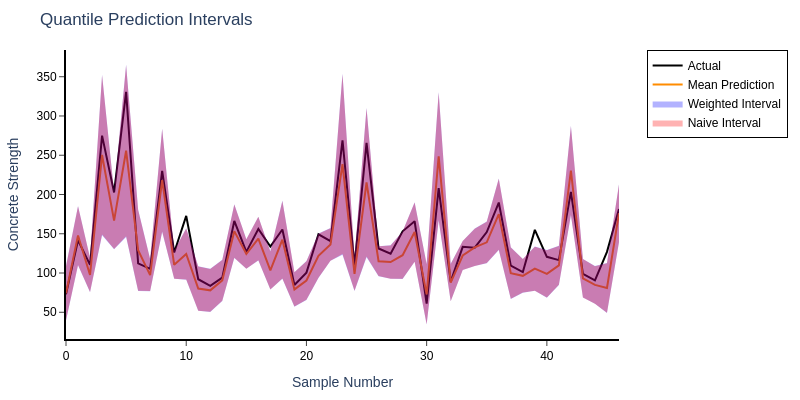 Quantile Prediction Intervals
Actual
Mean Prediction
Weighted Interval
Naive Interval
Concrete Strength
350
300
250
200
150
100
50
0
10
20
30
40
Sample Number